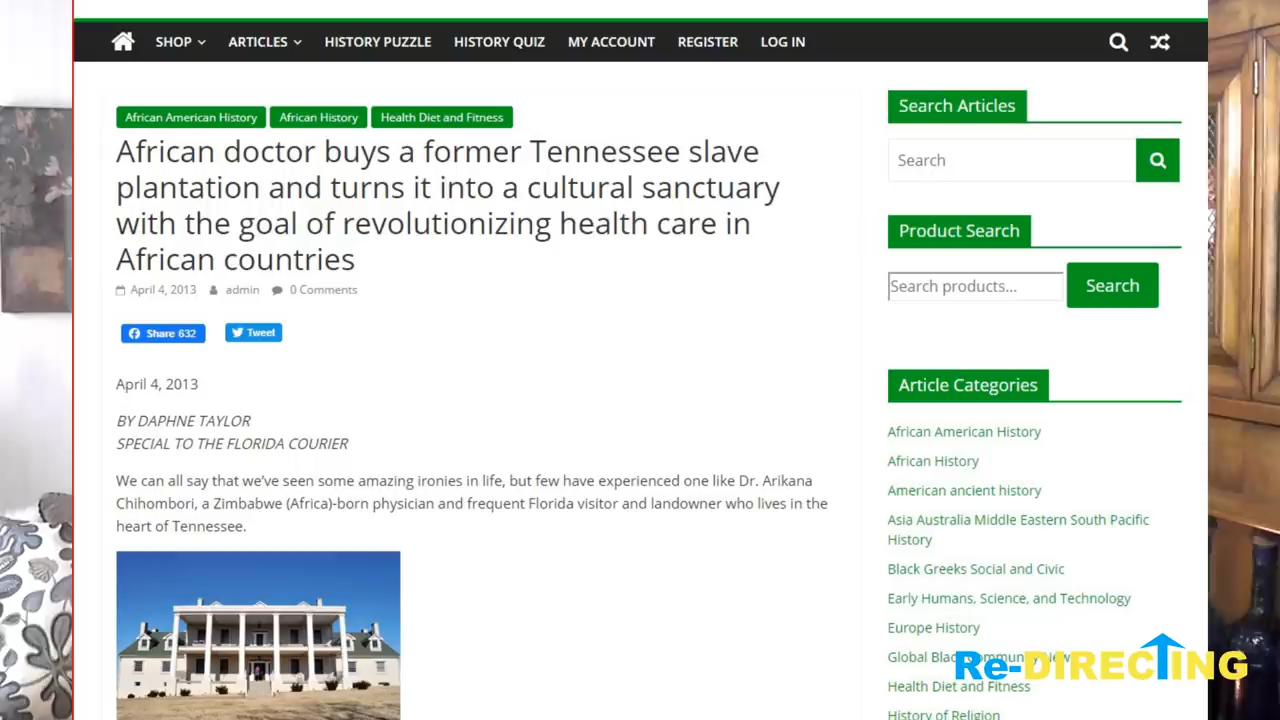 SHOP ARTICLES HISTORY PUZZLE HISTORY QUIZ MY ACCOUNT REGISTER LOG IN
African American History African History Health Diet and Fitness
African doctor buys a former Tennessee slave
plantation and turns it into a cultural sanctuary
with the goal of revolutionizing health care in
African countries
April 4, 2013 admin 0 Comments
Share 632 Tweet
April 4, 2013
BY DAPHNE TAYLOR
SPECIAL TO THE FLORIDA COURIER
We can all say that we've seen some amazing ironies in life, but few have experienced one like Dr. Arikana
Chihombori, a Zimbabwe (Africa)-born physician and frequent Florida visitor and landowner who lives in the
heart of Tennessee.
Search Articles
Search
Product Search
Search products... Search
Article Categories
African American History
African History
American ancient history
Asia Australia Middle Eastern South Pacific
History
Black Greeks Social and Civic
Early Humans, Science, and Technology
Europe History
Global
Re-DIRECTING
Health Diet and Fitness
History of Religion